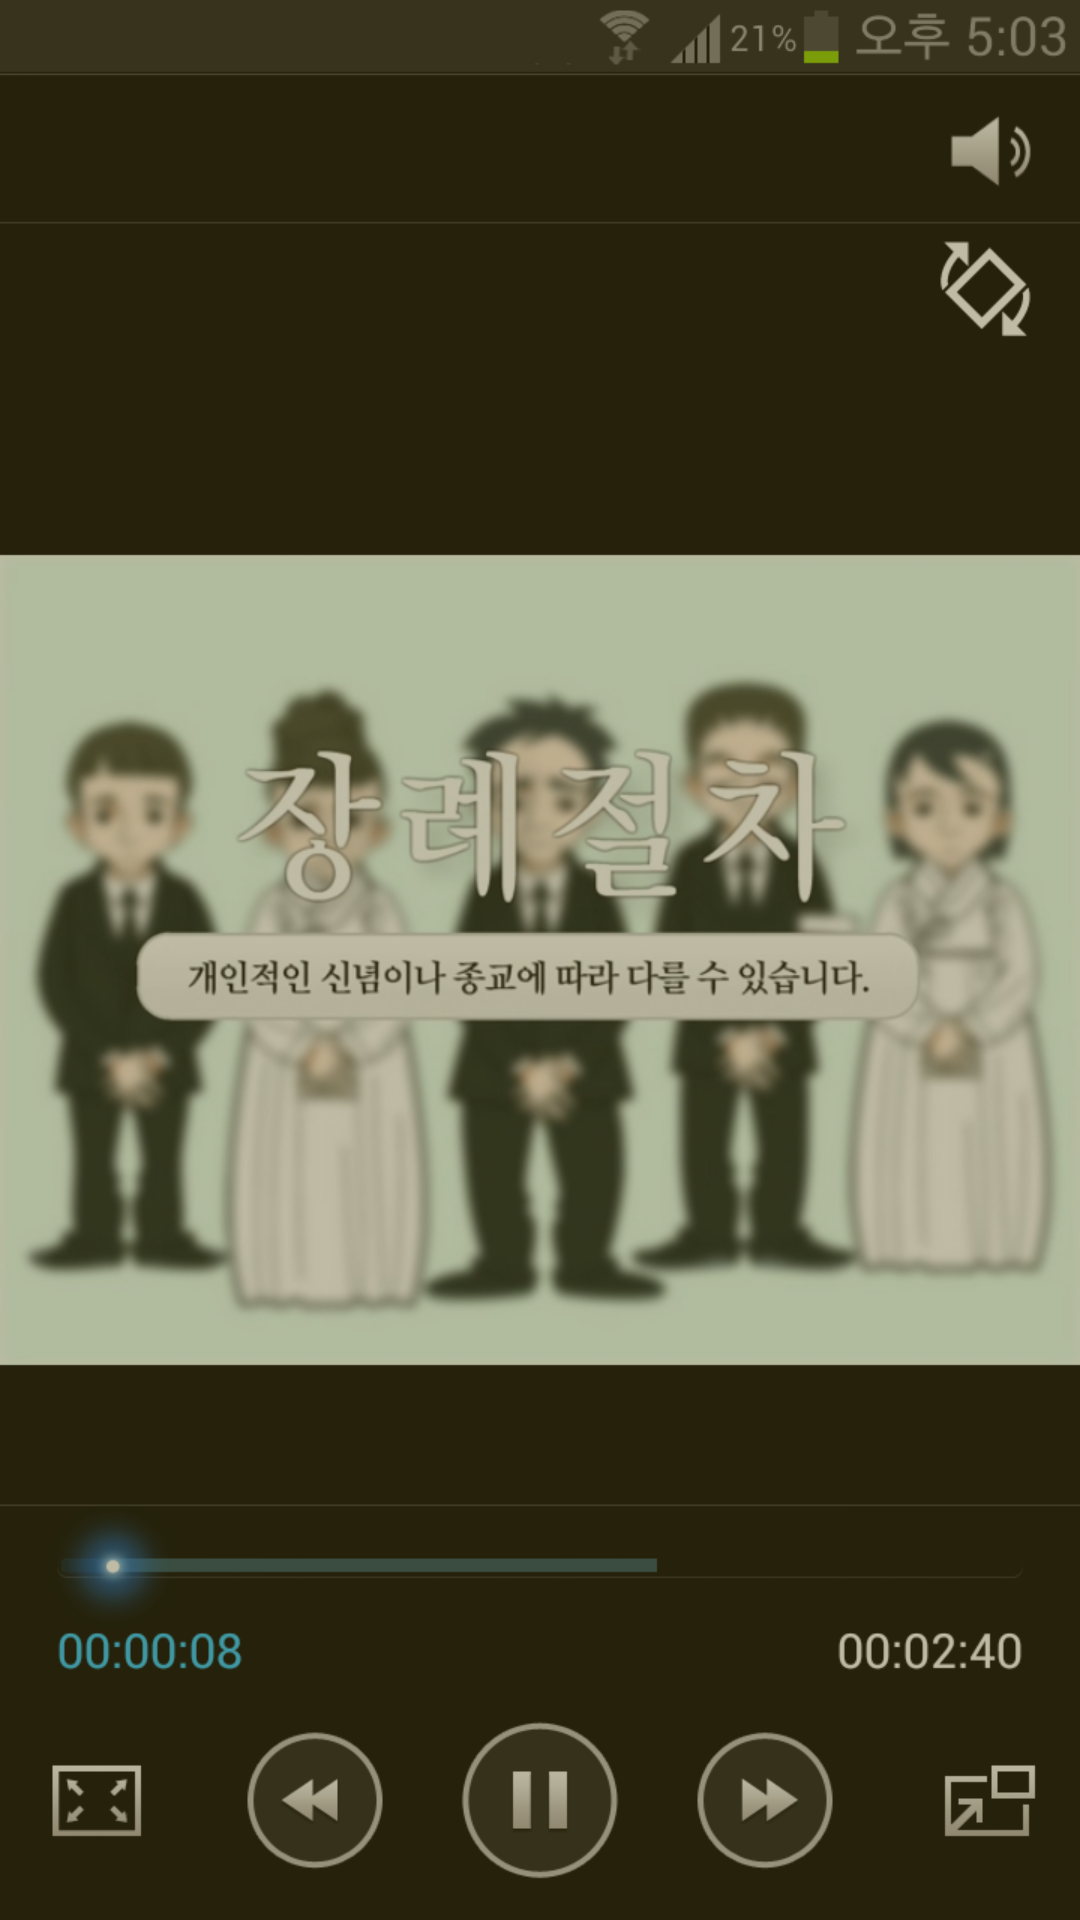 21% 오후 5:03
장례절차
개인적인 신념이나 종교에 따라 다를 수 있습니다.
00:00:08 00:02:40